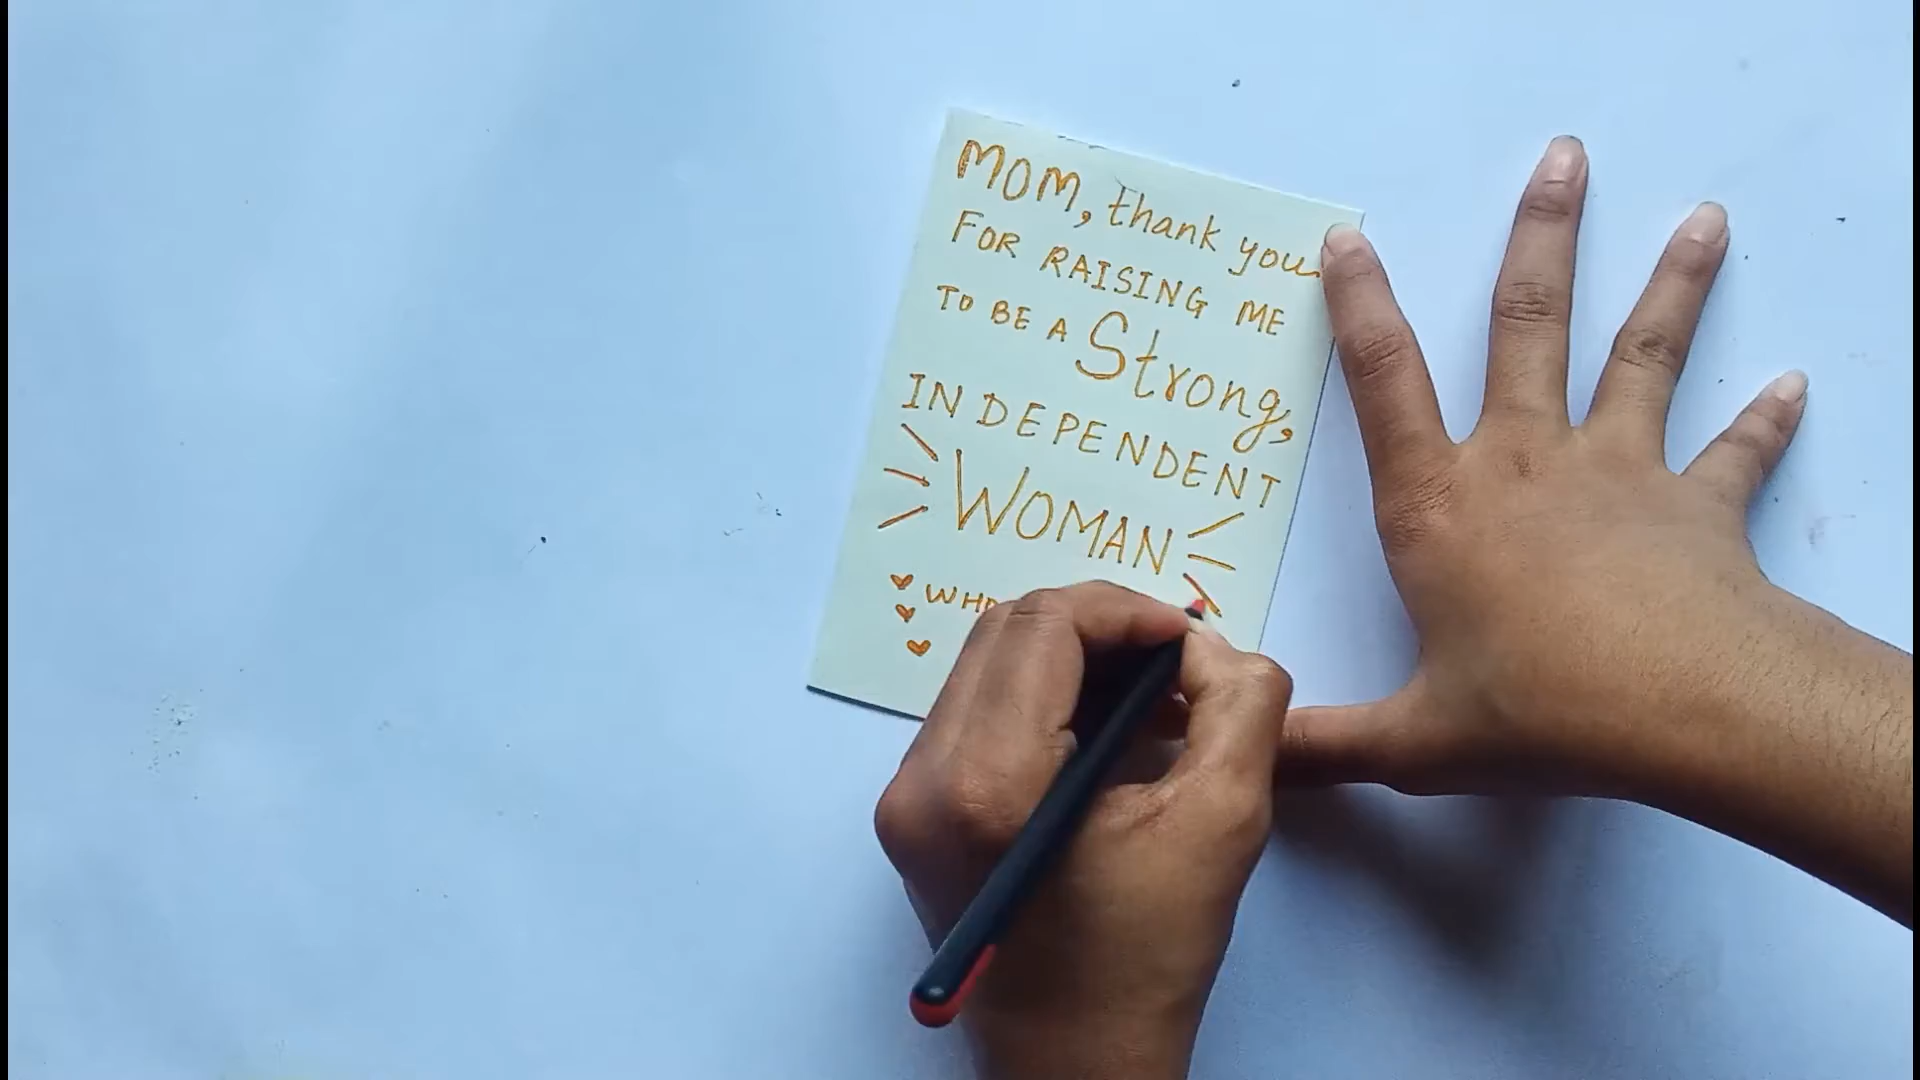 MOM, thank you
FOR RAISING ME
TO BE A Strong,
INDEPENDENT
WOMAN